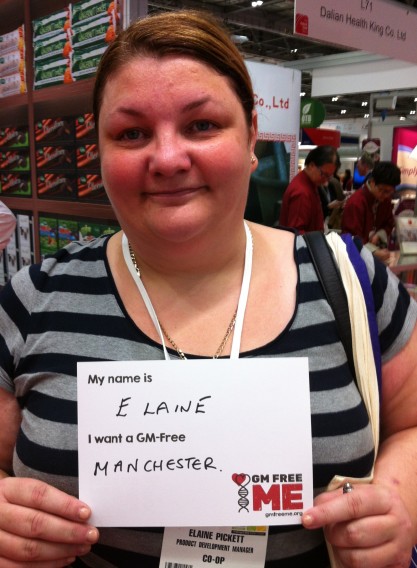 L71
Dalian Health King Co. Ltd
Co.,Ltd
My name is
ELAINE
I want a GM-Free
MANCHESTER.
GM FREE
ME
gmfreeme.org
ELAINE PICKETT
PRODUCT DEVELOPMENT MANAGER
CO-OP